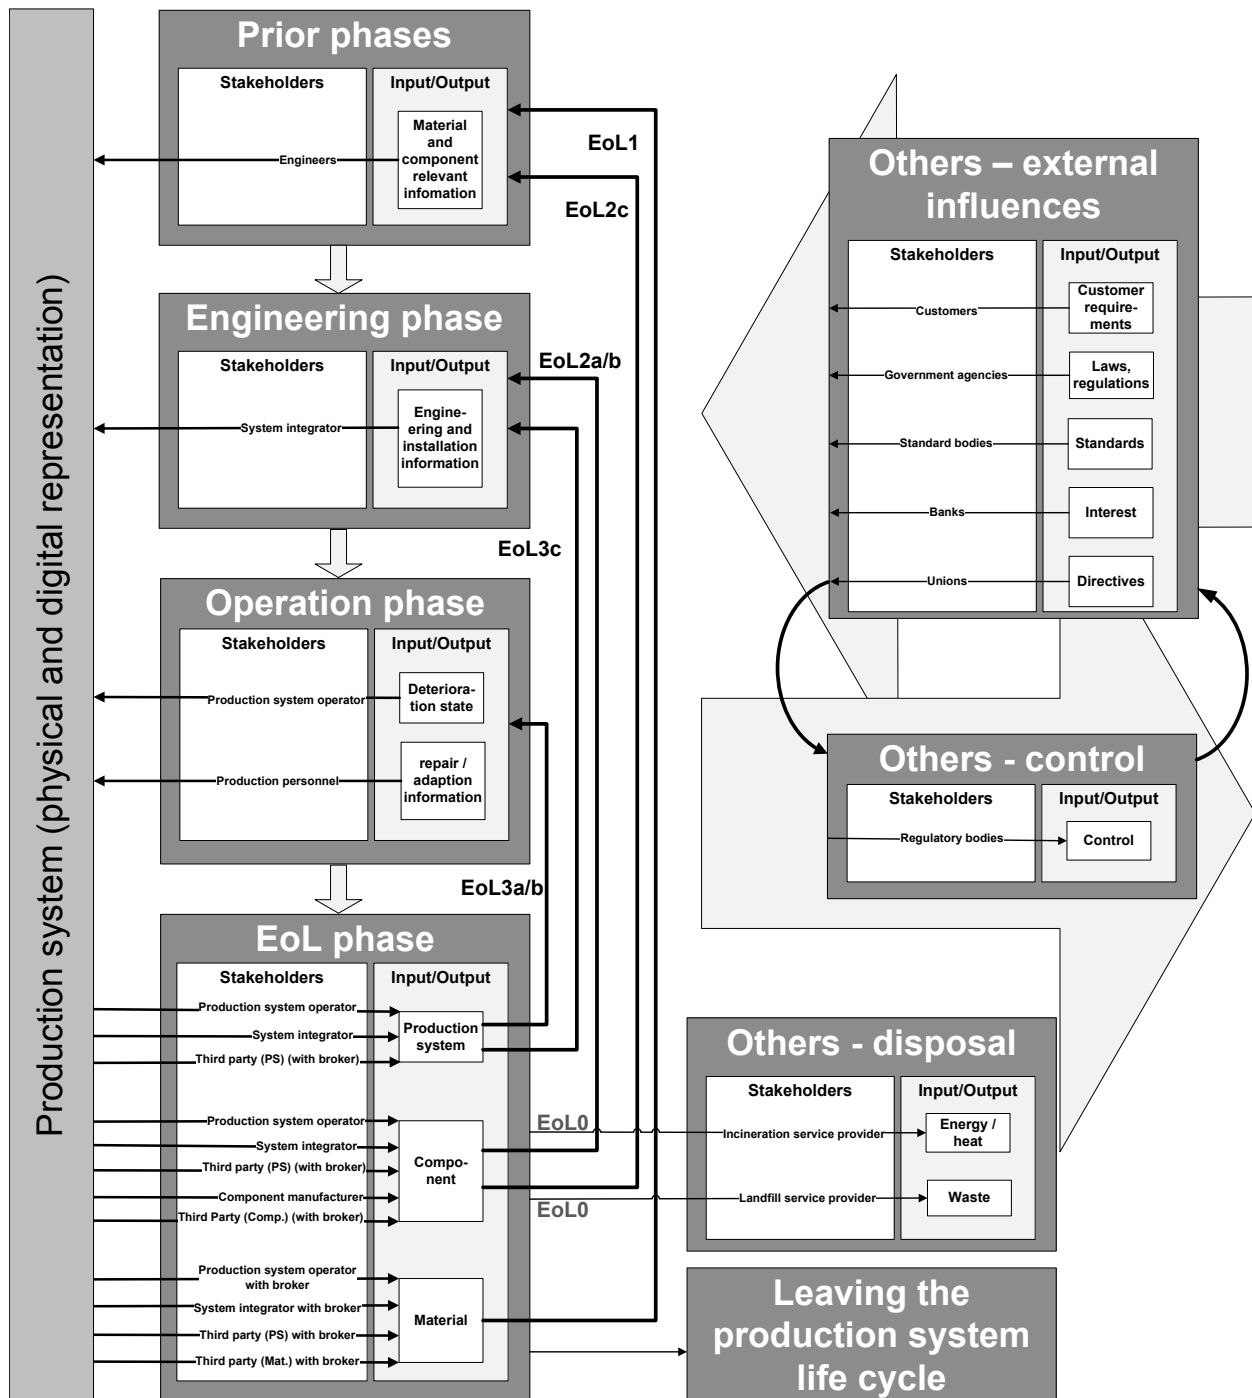 Production system (physical and digital representation)
Prior phases
Stakeholders
Input/Output
Engineers
Material
and
component
relevant
infomation
EoL1
EoL2c
Engineering phase
Stakeholders
Input/Output
System integrator
Engine-
ering and
installation
information
EoL2a/b
EoL3c
Operation phase
Stakeholders
Input/Output
Production system operator
Deteriora-
tion state
Production personnel
repair /
adaption
information
EoL3a/b
EoL phase
Stakeholders
Input/Output
Production system operator
System integrator
Third party (PS) (with broker)
Production
system
Production system operator
System integrator
Third party (PS) (with broker)
Component manufacturer
Third Party (Comp.) (with broker)
Compo-
nent
Production system operator
with broker
System integrator with broker
Third party (PS) with broker
Third party (Mat.) with broker
Material
EoL0
EoL0
Others – external
influences
Stakeholders
Input/Output
Customers
Customer
require-
ments
Government agencies
Laws,
regulations
Standard bodies
Standards
Banks
Interest
Unions
Directives
Others - control
Stakeholders
Input/Output
Regulatory bodies
Control
Others - disposal
Stakeholders
Input/Output
Incineration service provider
Energy /
heat
Landfill service provider
Waste
Leaving the
production system
life cycle